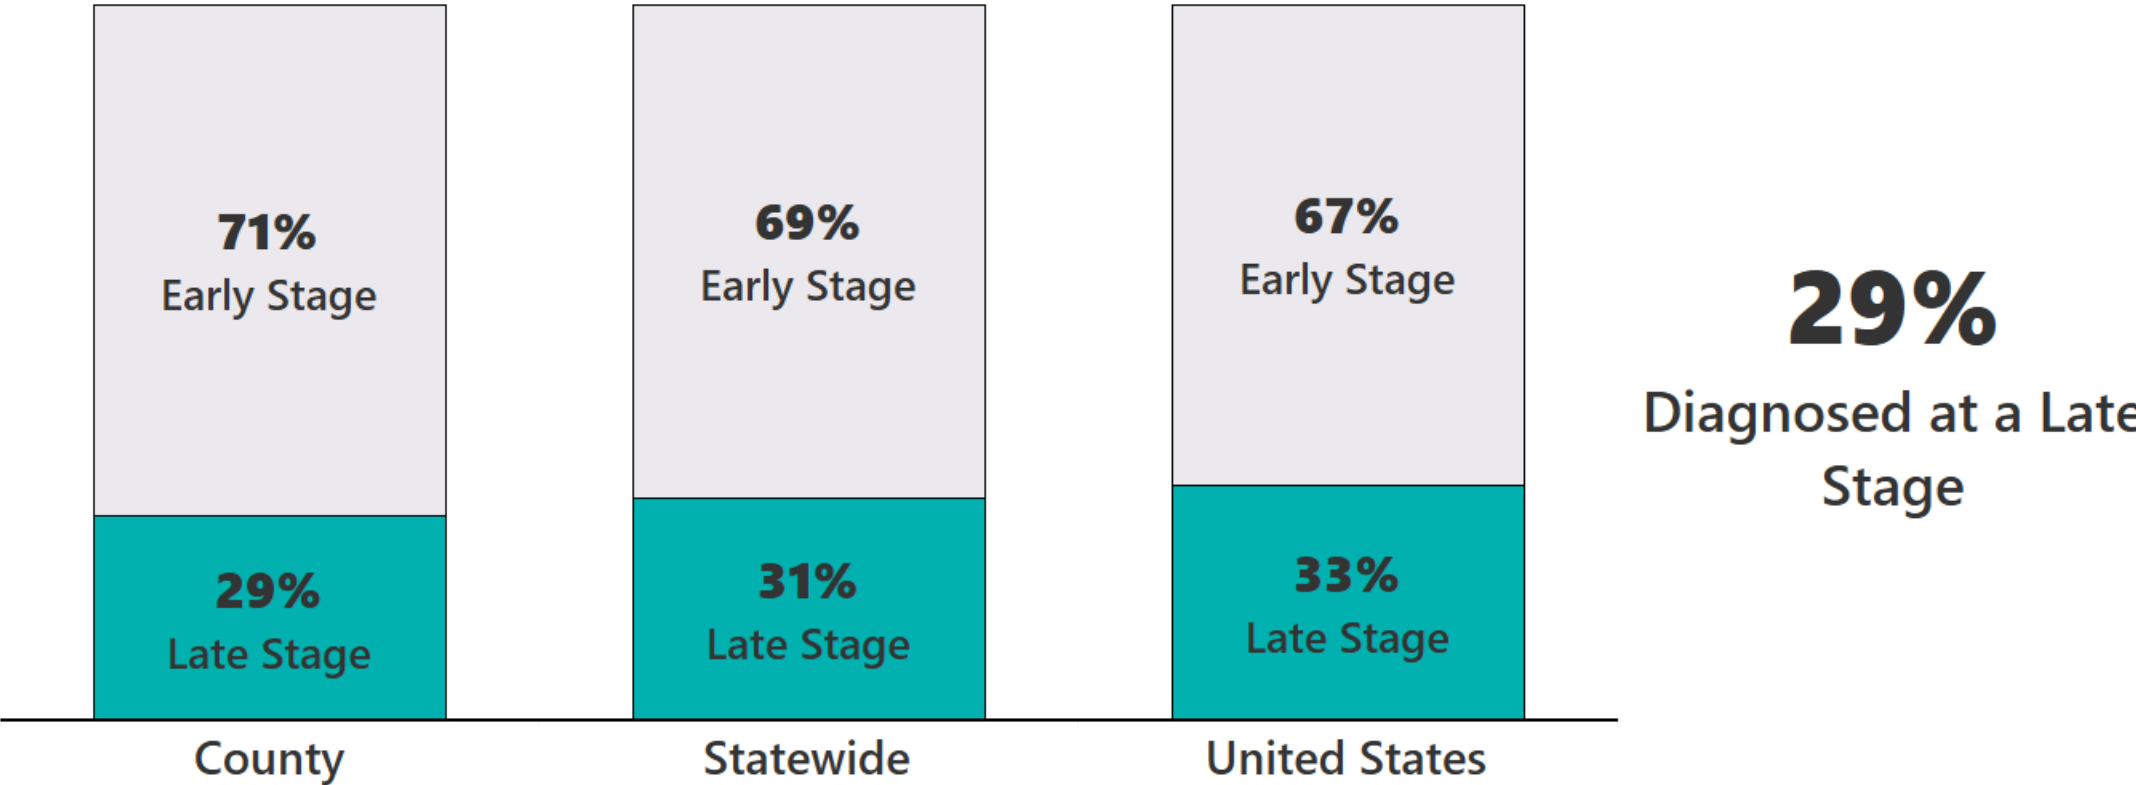 71%
Early Stage
29%
Late Stage
County
69%
Early Stage
31%
Late Stage
Statewide
67%
Early Stage
33%
Late Stage
United States
29%
Diagnosed at a Late
Stage